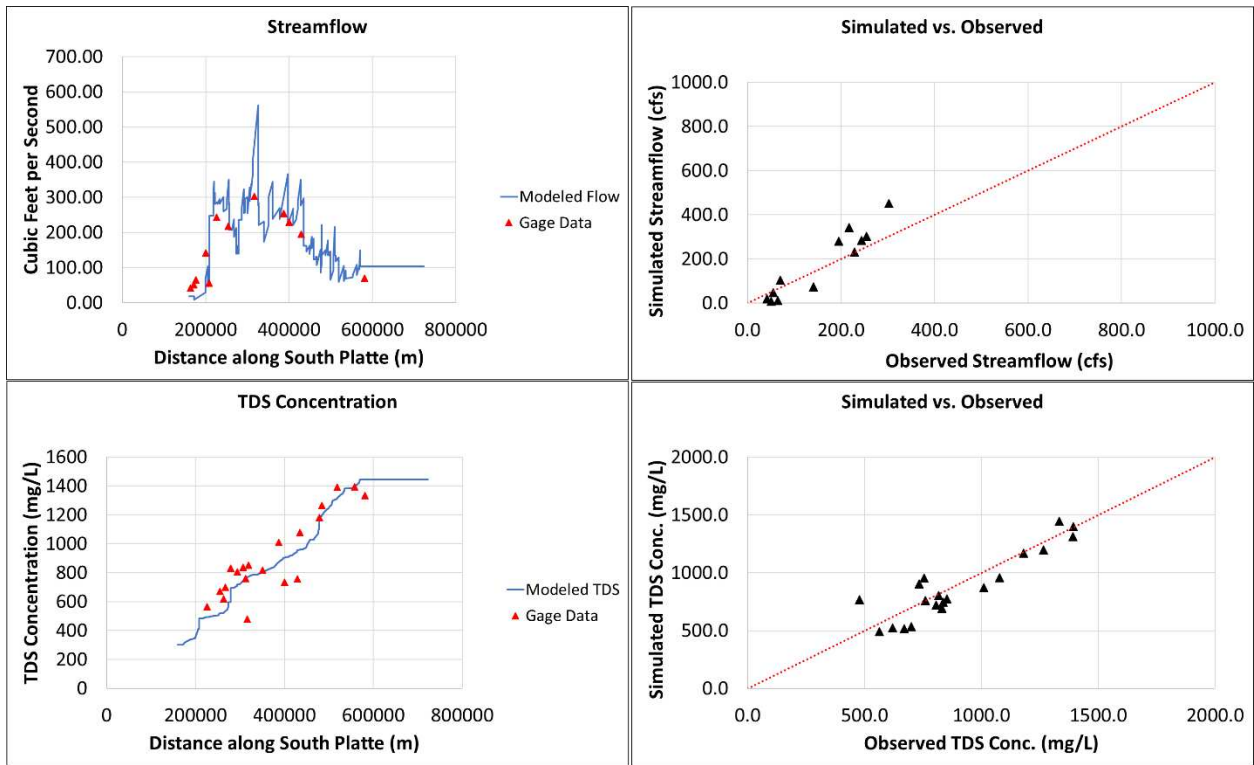 Streamflow
700.00
600.00
500.00
400.00
300.00
200.00
100.00
0.00
Cubic Feet per Second
0 200000 400000 600000 800000
Distance along South Platte (m)
Modeled Flow
Gage Data
Simulated vs. Observed
1000.0
800.0
600.0
400.0
200.0
0.0
Simulated Streamflow (cfs)
0.0 200.0 400.0 600.0 800.0 1000.0
Observed Streamflow (cfs)
TDS Concentration
1600
1400
1200
1000
800
600
400
200
0
TDS Concentration (mg/L)
0 200000 400000 600000 800000
Distance along South Platte (m)
Modeled TDS
Gage Data
Simulated vs. Observed
2000.0
1500.0
1000.0
500.0
0.0
Simulated TDS Conc. (mg/L)
0.0 500.0 1000.0 1500.0 2000.0
Observed TDS Conc. (mg/L)